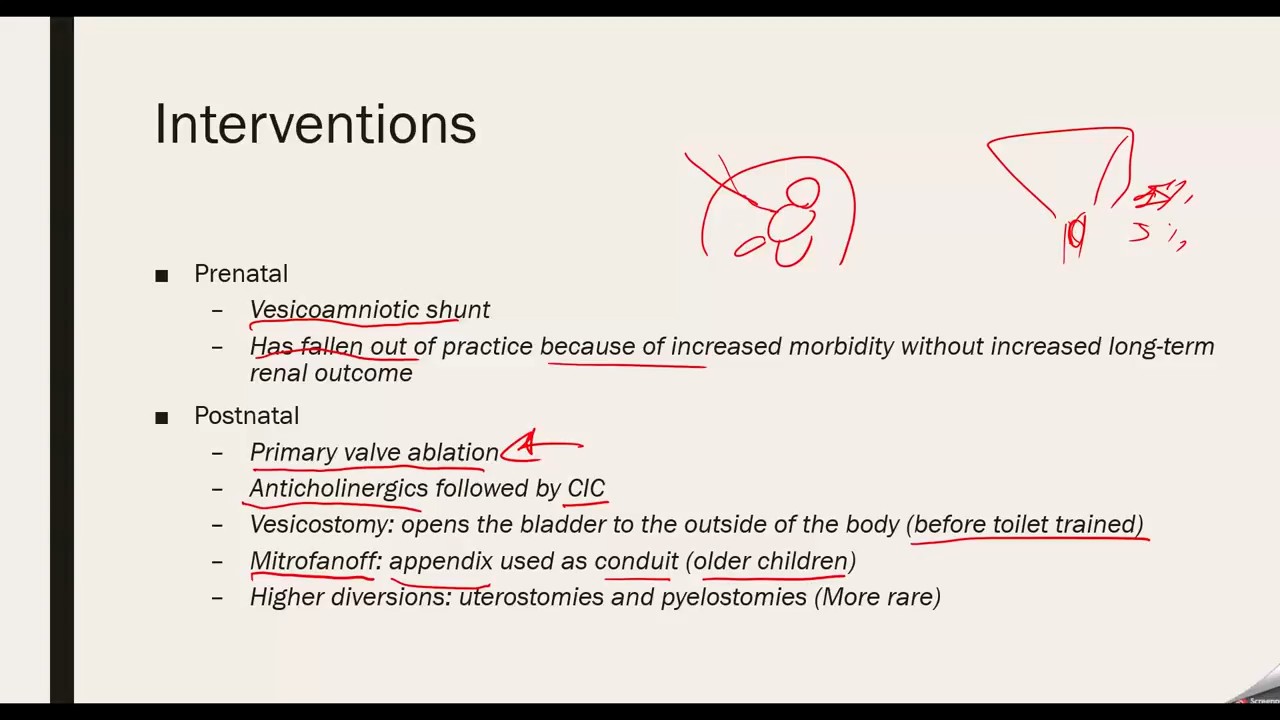 Interventions
5 %
■ Prenatal
– Vesicoamniotic shunt
– Has fallen out of practice because of increased morbidity without increased long-term
renal outcome
■ Postnatal
– Primary valve ablation
– Anticholinergics followed by CIC
– Vesicostomy: opens the bladder to the outside of the body (before toilet trained)
– Mitrofanoff: appendix used as conduit (older children)
– Higher diversions: uterostomies and pyelostomies (More rare)